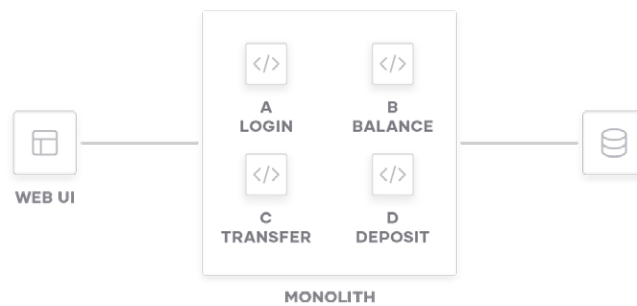 A
LOGIN
B
BALANCE
WEB UI
C
TRANSFER
D
DEPOSIT
MONOLITH